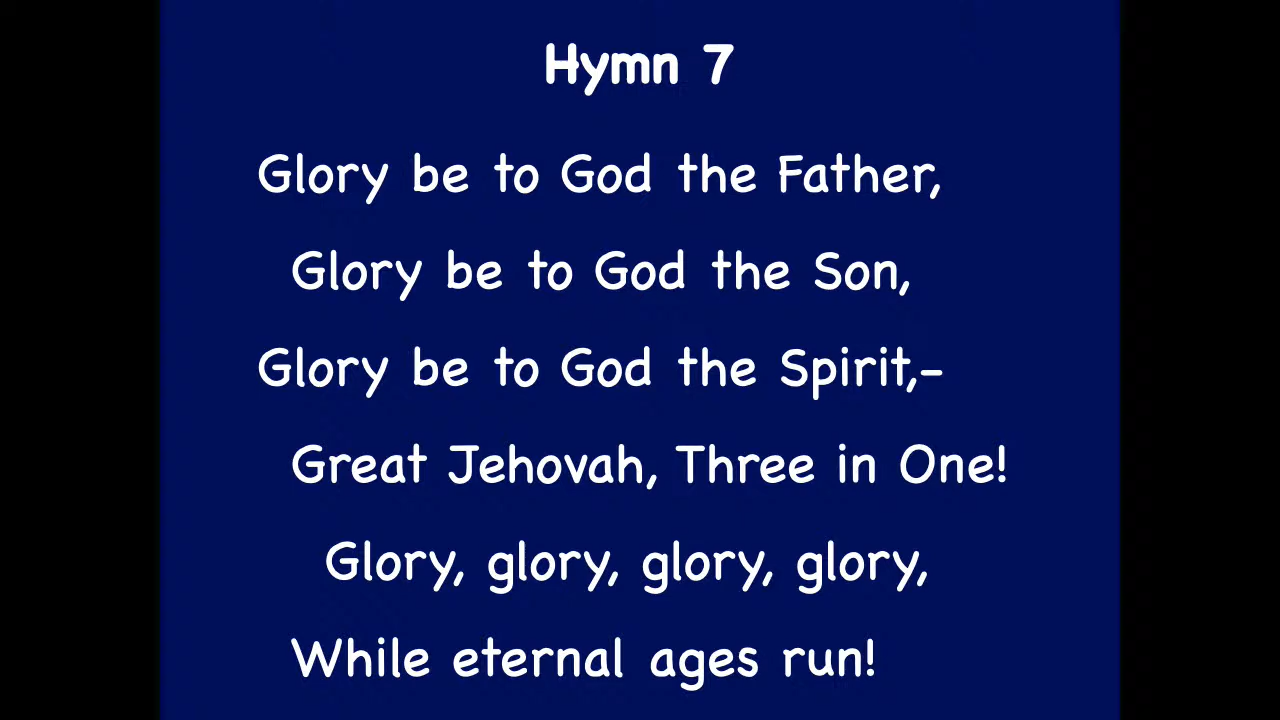 Hymn 7
Glory be to God the Father,
Glory be to God the Son,
Glory be to God the Spirit,-
Great Jehovah, Three in One!
Glory, glory, glory, glory,
While eternal ages run!